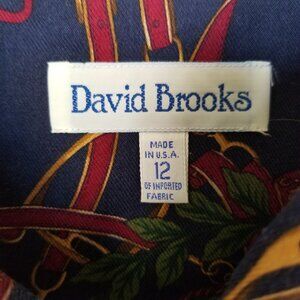 David Brooks
MADE
IN U.S.A.
12
OF IMPORTED
FABRIC